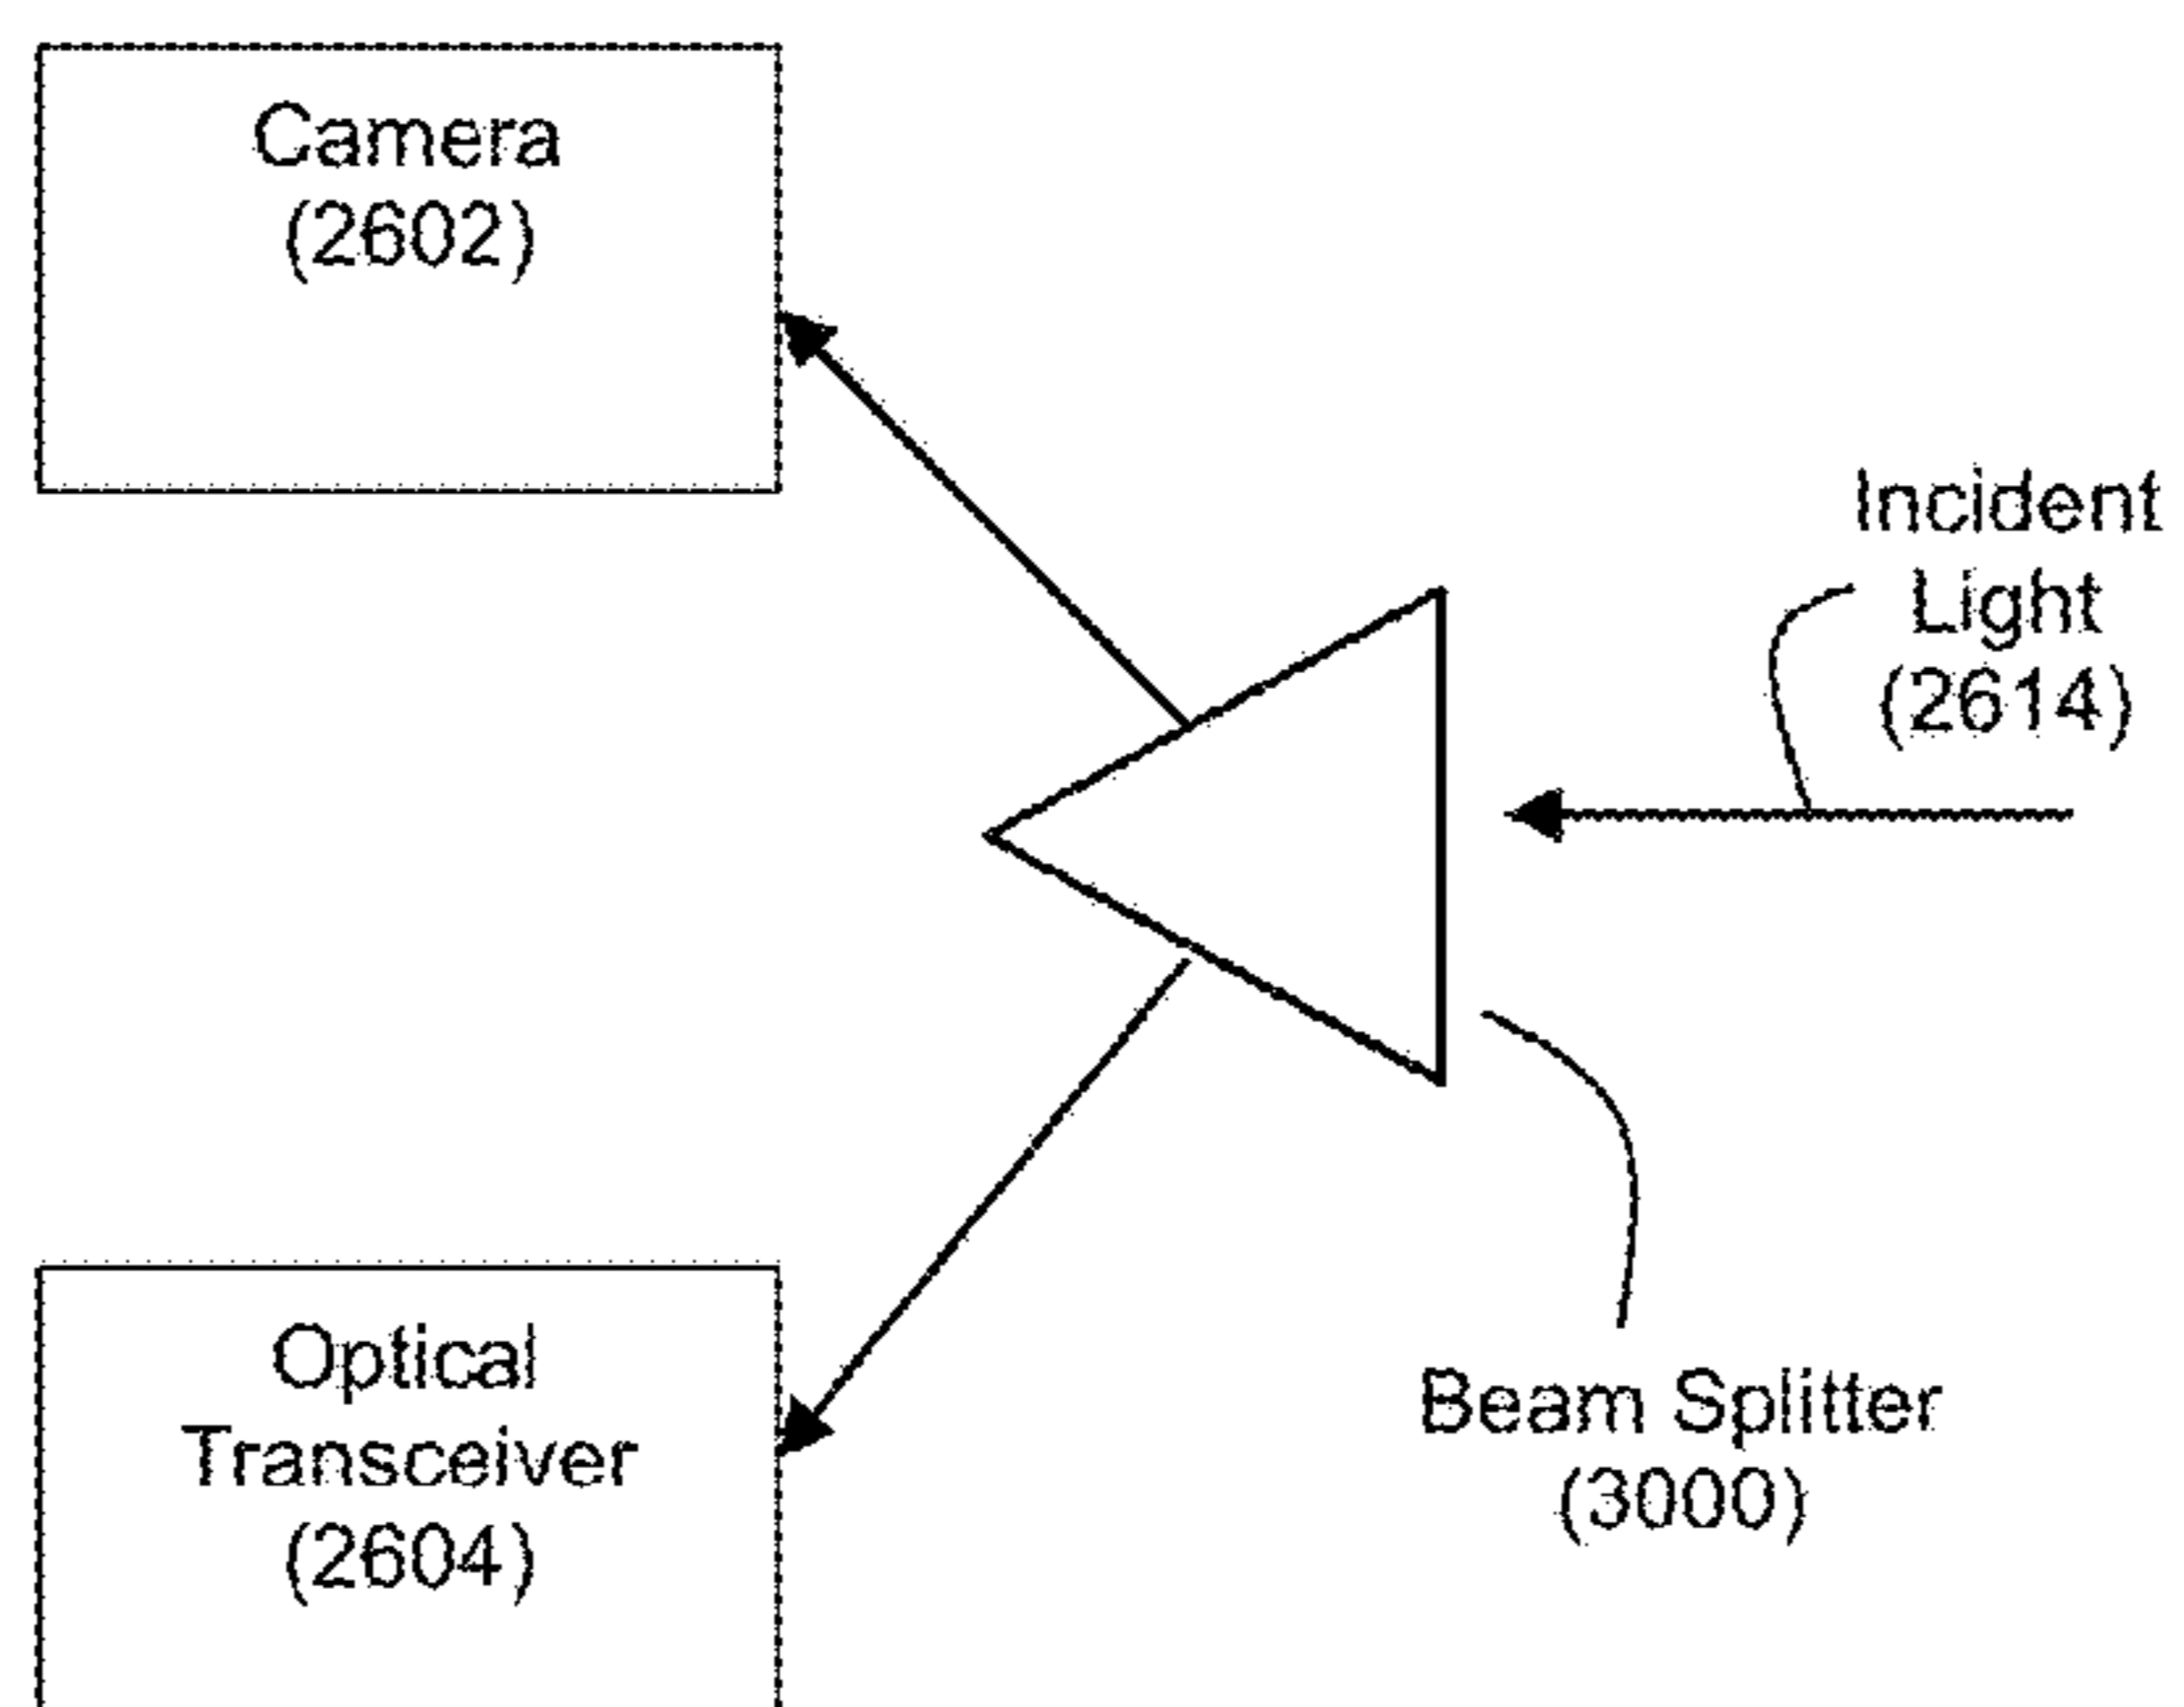 Camera
(2602)
Incident
Light
(2614)
Optical
Transceiver
(2604)
Beam Splitter
(3000)